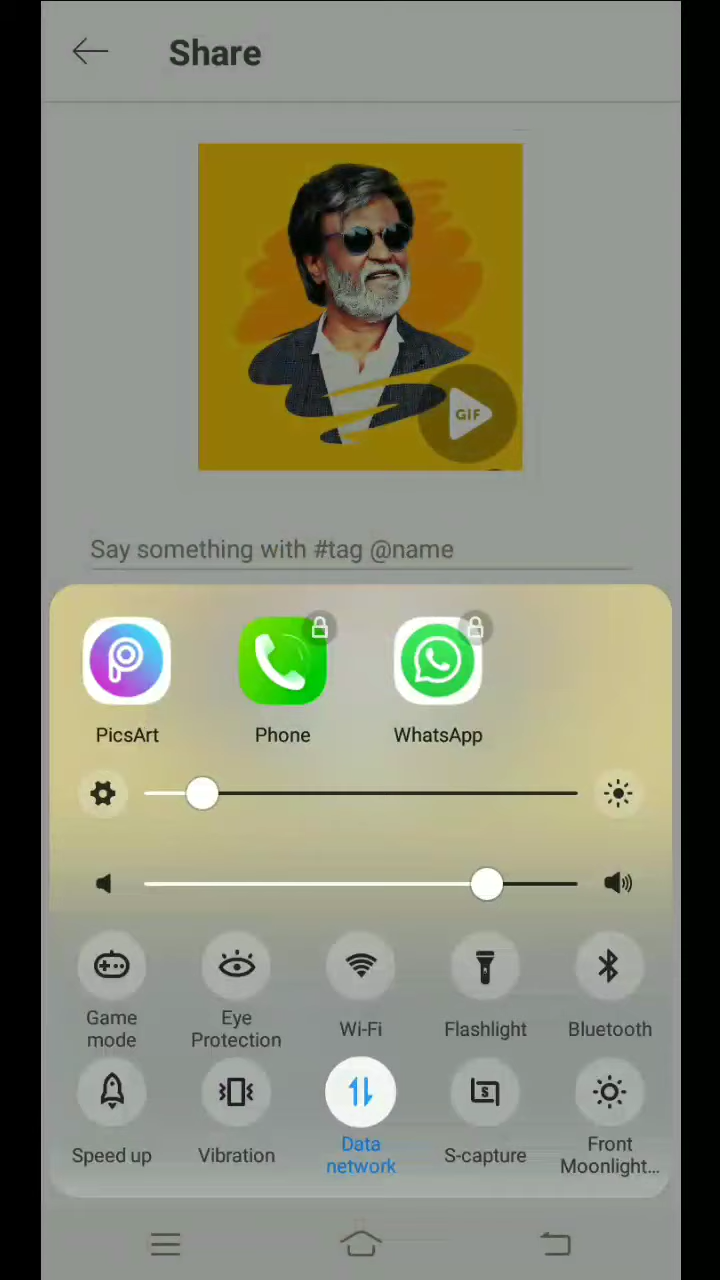 Share
GIF
Say something with #tag @name
PicsArt
Phone
WhatsApp
Game
mode
Eye
Protection
Wi-Fi
Flashlight
Bluetooth
Speed up
Vibration
Data
network
S
S-capture
Front
Moonlight...